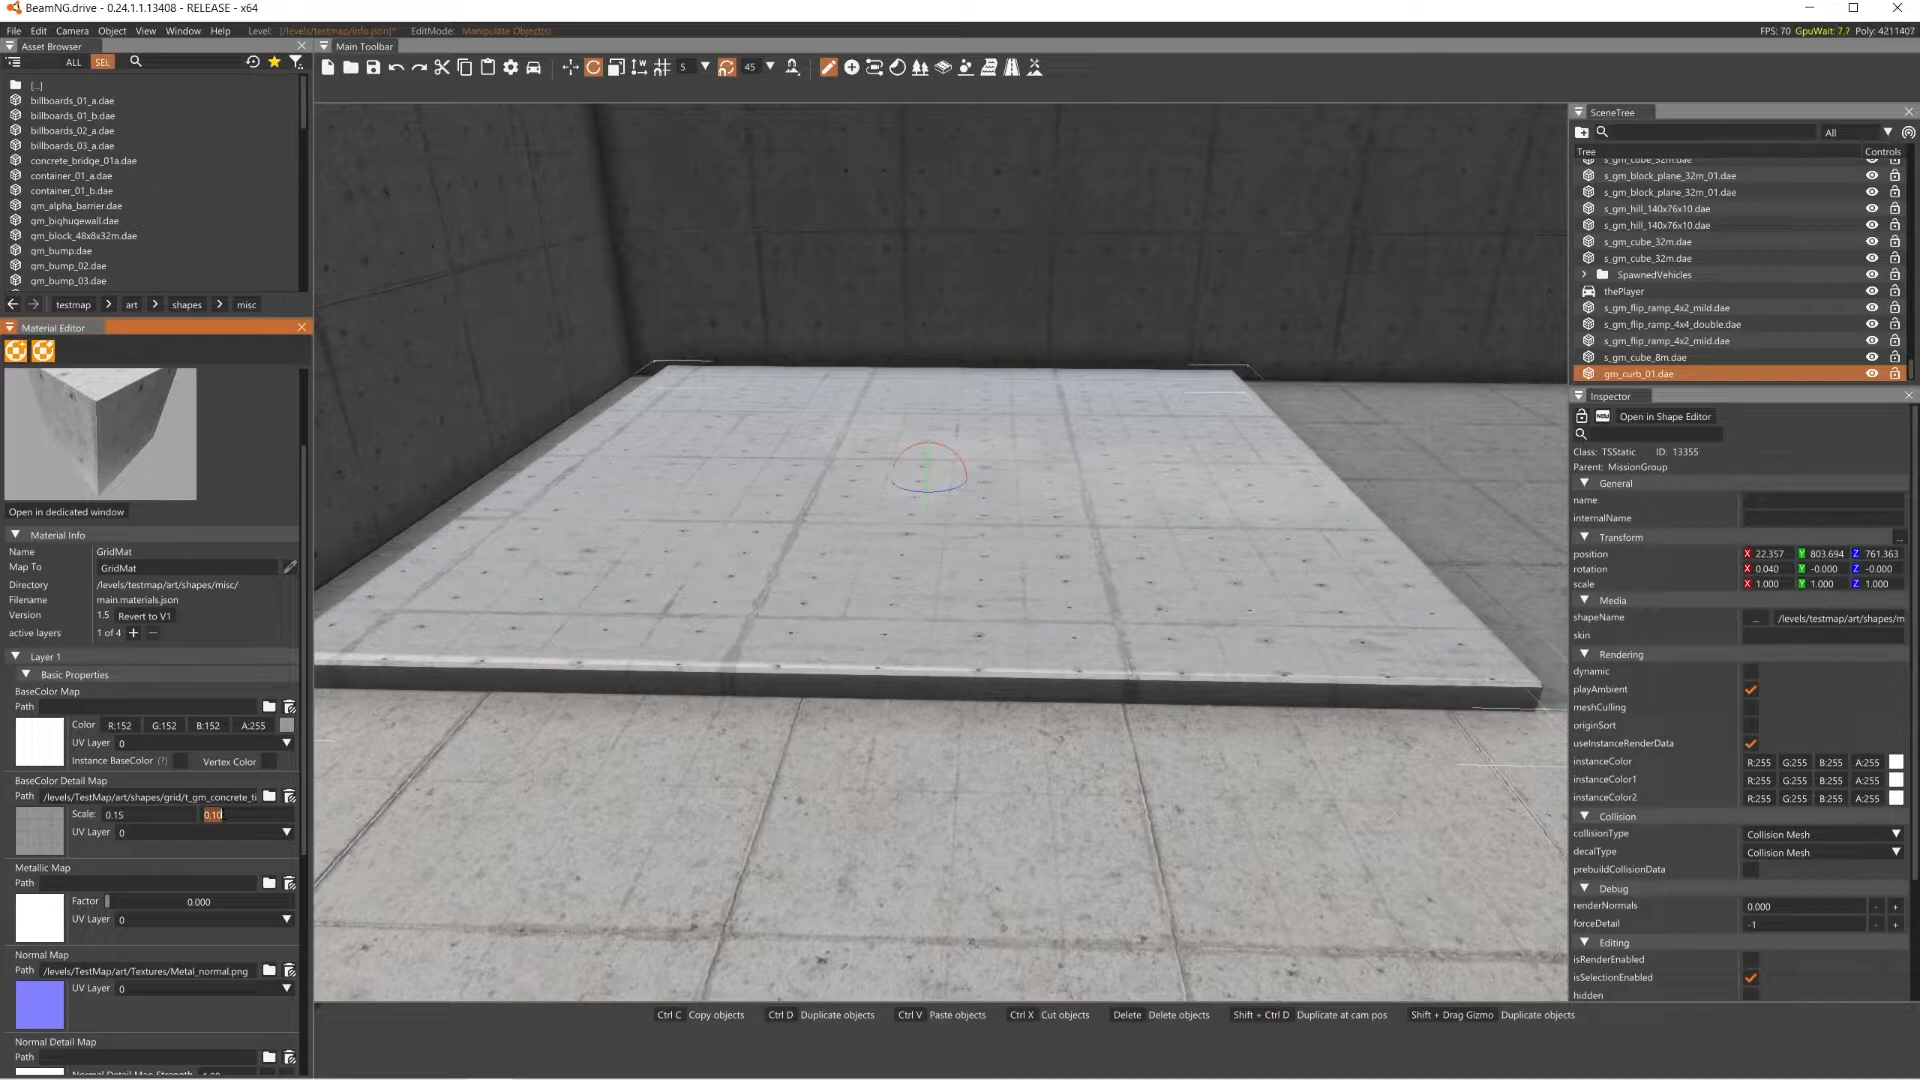 BeamNG.drive - 0.24.1.1.13408 - RELEASE - x64
File Edit Camera Object View Window Help Level: [/levels/testmap/info.json]* EditMode: Manipulate Object(s)
FPS: 70 GpuWait: 7.7 Poly: 4211407
Asset Browser
Main Toolbar
ALL SEL
5 45
[...]
billboards_01_a.dae
billboards_01_b.dae
billboards_02_a.dae
billboards_03_a.dae
concrete_bridge_01a.dae
container_01_a.dae
container_01_b.dae
gm_alpha_barrier.dae
gm_bighugewall.dae
gm_block_48x8x32m.dae
gm_bump.dae
gm_bump_02.dae
gm_bump_03.dae
testmap > art > shapes > misc
Material Editor
Open in dedicated window
Material Info
Name GridMat
Map To GridMat
Directory /levels/testmap/art/shapes/misc/
Filename main.materials.json
Version 1.5 Revert to V1
active layers 1 of 4 + −
Layer 1
Basic Properties
BaseColor Map
Path
Color R:152 G:152 B:152 A:255
UV Layer 0
Instance BaseColor (?) Vertex Color
BaseColor Detail Map
Path /levels/TestMap/art/shapes/grid/t_gm_concrete_ti
Scale: 0.15 0.10
UV Layer 0
Metallic Map
Path
Factor 0.000
UV Layer 0
Normal Map
Path /levels/TestMap/art/Textures/Metal_normal.png
UV Layer 0
Normal Detail Map
Path
Normal Detail Map Strength 1.00
Ctrl C Copy objects Ctrl D Duplicate objects Ctrl V Paste objects Ctrl X Cut objects Delete Delete objects Shift + Ctrl D Duplicate at cam pos Shift + Drag Gizmo Duplicate objects
SceneTree
All
Tree Controls
s_gm_cube_32m.dae
s_gm_block_plane_32m_01.dae
s_gm_block_plane_32m_01.dae
s_gm_hill_140x76x10.dae
s_gm_hill_140x76x10.dae
s_gm_cube_32m.dae
s_gm_cube_32m.dae
SpawnedVehicles
thePlayer
s_gm_flip_ramp_4x2_mild.dae
s_gm_flip_ramp_4x4_double.dae
s_gm_flip_ramp_4x2_mild.dae
s_gm_cube_8m.dae
gm_curb_01.dae
Inspector
NEW Open in Shape Editor
Class: TSStatic ID: 13355
Parent: MissionGroup
General
name
internalName
Transform ...
position X 22.357 Y 803.694 Z 761.363
rotation X 0.040 Y -0.000 Z -0.000
scale X 1.000 Y 1.000 Z 1.000
Media
shapeName ... /levels/testmap/art/shapes/m
skin
Rendering
dynamic
playAmbient
meshCulling
originSort
useInstanceRenderData
instanceColor R:255 G:255 B:255 A:255
instanceColor1 R:255 G:255 B:255 A:255
instanceColor2 R:255 G:255 B:255 A:255
Collision
collisionType Collision Mesh
decalType Collision Mesh
prebuildCollisionData
Debug
renderNormals 0.000 - +
forceDetail -1 - +
Editing
isRenderEnabled
isSelectionEnabled
hidden